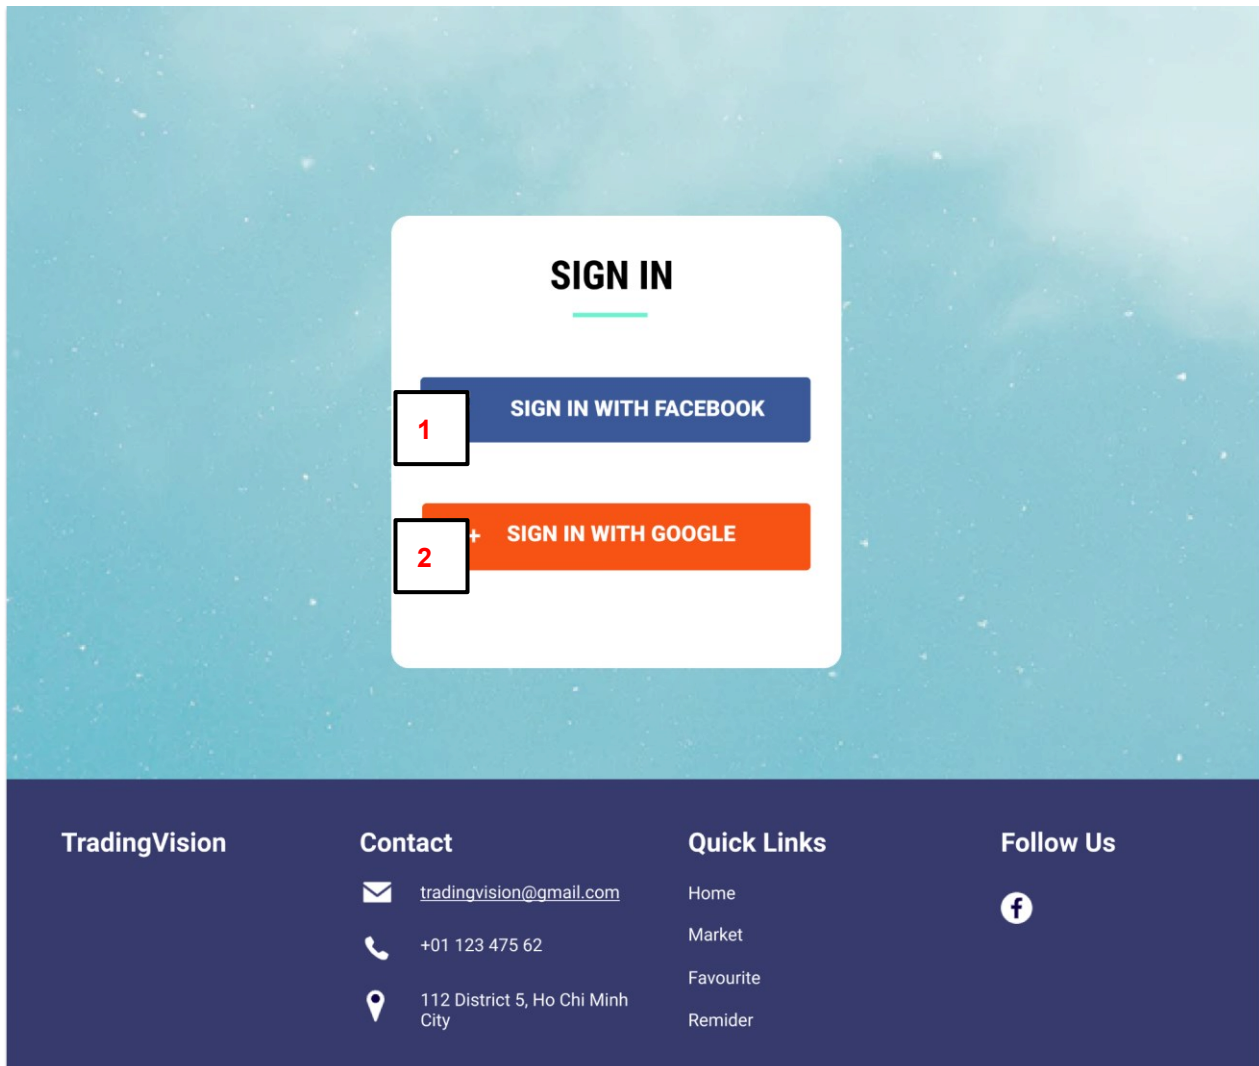 SIGN IN
1
SIGN IN WITH FACEBOOK
2
+ SIGN IN WITH GOOGLE
TradingVision
Contact
tradingvision@gmail.com
+01 123 475 62
112 District 5, Ho Chi Minh
City
Quick Links
Home
Market
Favourite
Remider
Follow Us